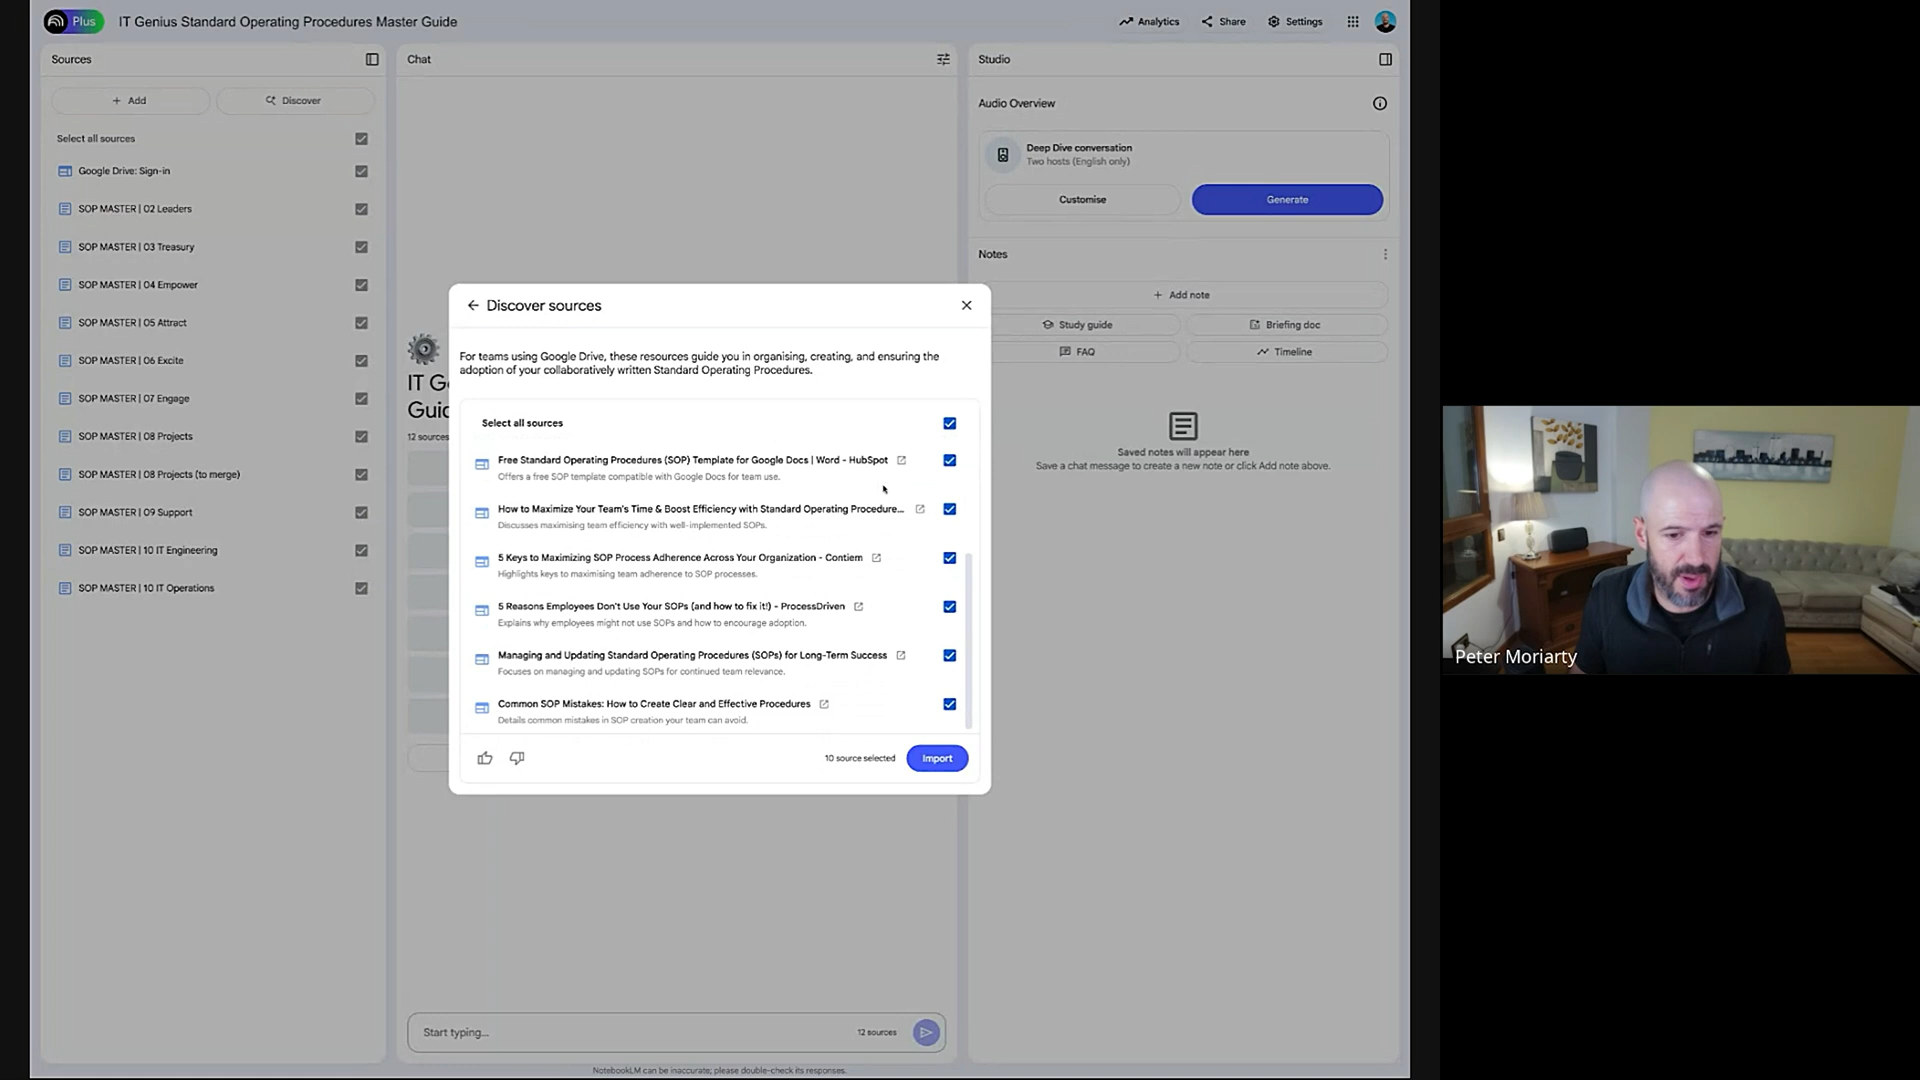 Plus
IT Genius Standard Operating Procedures Master Guide
Analytics
Share
Settings
Sources
Add
Discover
Select all sources
Google Drive: Sign-in
SOP MASTER | 02 Leaders
SOP MASTER | 03 Treasury
SOP MASTER | 04 Empower
SOP MASTER | 05 Attract
SOP MASTER | 06 Excite
SOP MASTER | 07 Engage
SOP MASTER | 08 Projects
SOP MASTER | 08 Projects (to merge)
SOP MASTER | 09 Support
SOP MASTER | 10 IT Engineering
SOP MASTER | 10 IT Operations
Chat
IT G
Guid
12 sources
Discover sources
For teams using Google Drive, these resources guide you in organising, creating, and ensuring the
adoption of your collaboratively written Standard Operating Procedures.
Select all sources
Free Standard Operating Procedures (SOP) Template for Google Docs | Word - HubSpot
Offers a free SOP template compatible with Google Docs for team use.
How to Maximize Your Team's Time & Boost Efficiency with Standard Operating Procedure...
Discusses maximising team efficiency with well-implemented SOPs.
5 Keys to Maximizing SOP Process Adherence Across Your Organization - Contiem
Highlights keys to maximising team adherence to SOP processes.
5 Reasons Employees Don't Use Your SOPs (and how to fix it!) - ProcessDriven
Explains why employees might not use SOPs and how to encourage adoption.
Managing and Updating Standard Operating Procedures (SOPs) for Long-Term Success
Focuses on managing and updating SOPs for continued team relevance.
Common SOP Mistakes: How to Create Clear and Effective Procedures
Details common mistakes in SOP creation your team can avoid.
10 source selected
Import
Start typing...
12 sources
NotebookLM can be inaccurate; please double-check its responses.
Studio
Audio Overview
Deep Dive conversation
Two hosts (English only)
Customise
Generate
Notes
Add note
Study guide
Briefing doc
FAQ
Timeline
Saved notes will appear here
Save a chat message to create a new note or click Add note above.
Peter Moriarty